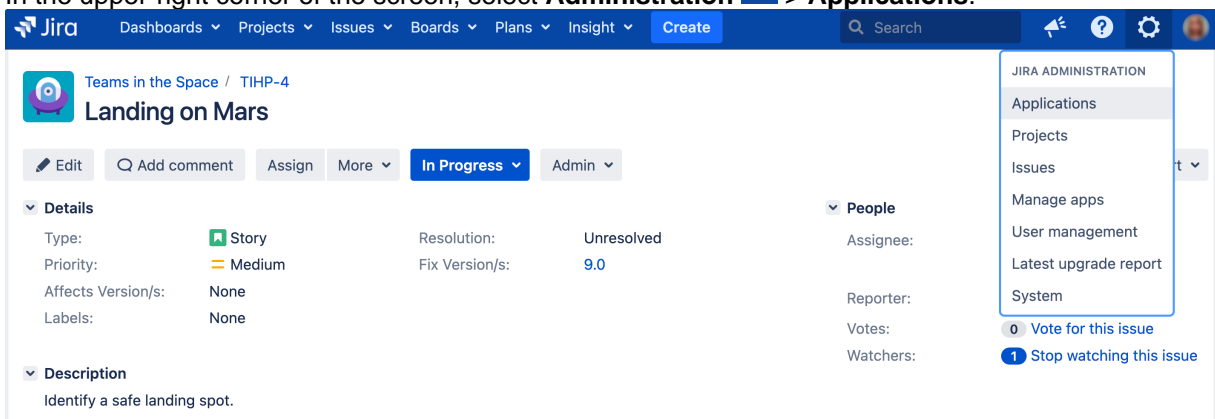 In the upper-right corner of the screen, select Administration > Applications.
Jira Dashboards Projects Issues Boards Plans Insight Create Search
JIRA ADMINISTRATION
Applications
Projects
Issues
Manage apps
User management
Latest upgrade report
System
Teams in the Space / TIHP-4
Landing on Mars
Edit Add comment Assign More In Progress Admin
Details
Type: Story Resolution: Unresolved
Priority: Medium Fix Version/s: 9.0
Affects Version/s: None
Labels: None
People
Assignee:
Reporter:
Votes: 0 Vote for this issue
Watchers: 1 Stop watching this issue
Description
Identify a safe landing spot.